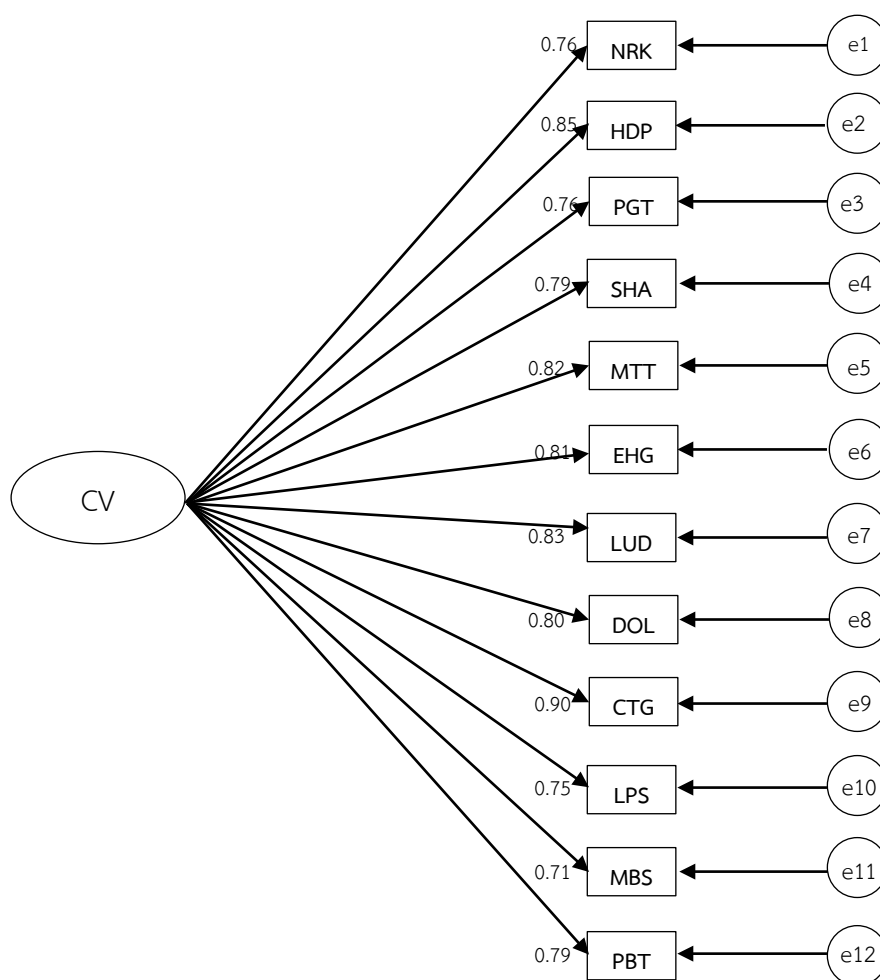 0.76 NRK e1
0.85 HDP e2
0.76 PGT e3
0.79 SHA e4
0.82 MTT e5
0.81 EHG e6
CV
0.83 LUD e7
0.80 DOL e8
0.90 CTG e9
0.75 LPS e10
0.71 MBS e11
0.79 PBT e12